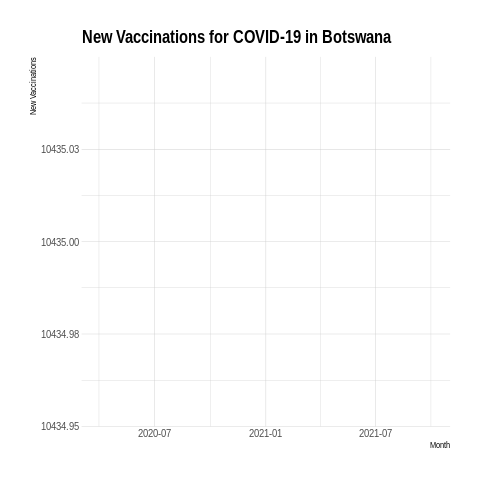 New Vaccinations for COVID-19 in Botswana
New Vaccinations
10435.03
10435.00
10434.98
10434.95
2020-07 2021-01 2021-07
Month